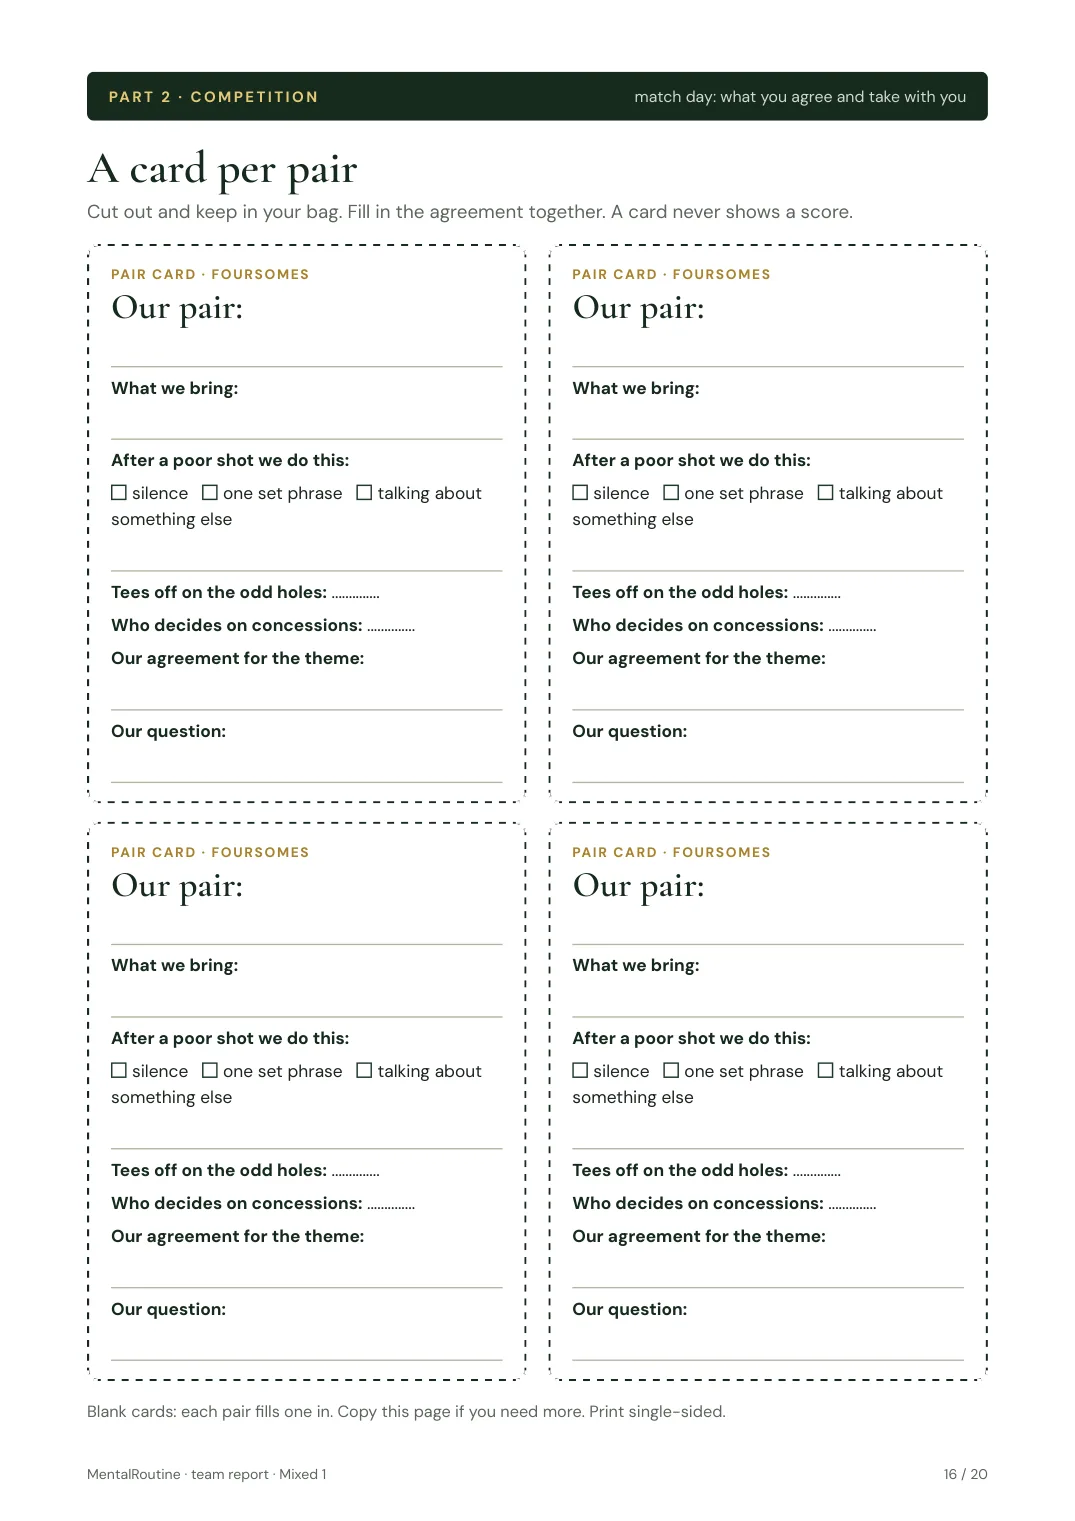 PART 2 · COMPETITION
match day: what you agree and take with you
A card per pair
Cut out and keep in your bag. Fill in the agreement together. A card never shows a score.
PAIR CARD · FOURSOMES
Our pair:
What we bring:
After a poor shot we do this:
☐ silence ☐ one set phrase ☐ talking about
something else
Tees off on the odd holes: ..............
Who decides on concessions: ..............
Our agreement for the theme:
Our question:
PAIR CARD · FOURSOMES
Our pair:
What we bring:
After a poor shot we do this:
☐ silence ☐ one set phrase ☐ talking about
something else
Tees off on the odd holes: ..............
Who decides on concessions: ..............
Our agreement for the theme:
Our question:
PAIR CARD · FOURSOMES
Our pair:
What we bring:
After a poor shot we do this:
☐ silence ☐ one set phrase ☐ talking about
something else
Tees off on the odd holes: ..............
Who decides on concessions: ..............
Our agreement for the theme:
Our question:
PAIR CARD · FOURSOMES
Our pair:
What we bring:
After a poor shot we do this:
☐ silence ☐ one set phrase ☐ talking about
something else
Tees off on the odd holes: ..............
Who decides on concessions: ..............
Our agreement for the theme:
Our question:
Blank cards: each pair fills one in. Copy this page if you need more. Print single-sided.
MentalRoutine · team report · Mixed 1
16 / 20